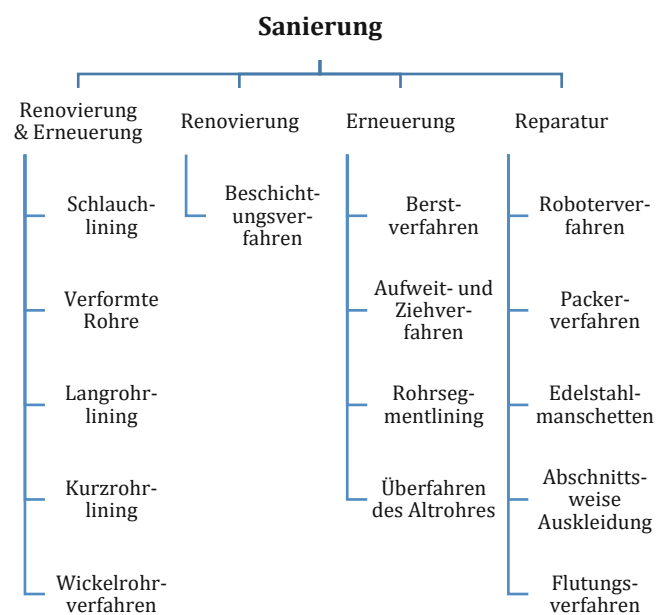 Sanierung
Renovierung
& Erneuerung
Schlauch-
lining
Verformte
Rohre
Langrohr-
lining
Kurzrohr-
lining
Wickelrohr-
verfahren
Renovierung
Beschicht-
ungsver-
fahren
Erneuerung
Berst-
verfahren
Aufweit- und
Ziehver-
fahren
Rohrseg-
mentlining
Überfahren
des Altrohres
Reparatur
Roboterver-
fahren
Packer-
verfahren
Edelstahl-
manschetten
Abschnitts-
weise
Auskleidung
Flutungs-
verfahren